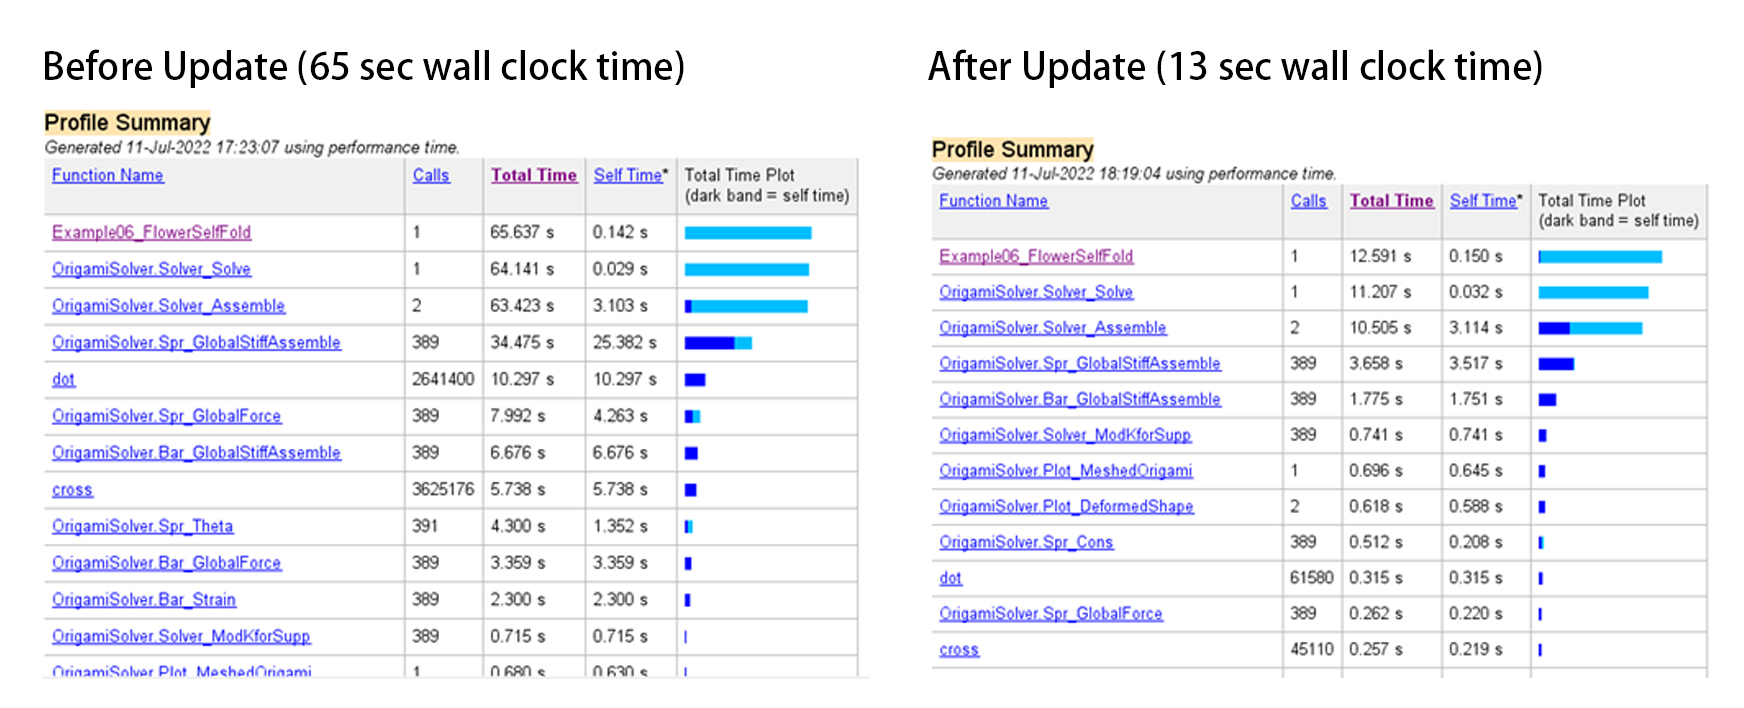 Before Update (65 sec wall clock time)
Profile Summary
Generated 11-Jul-2022 17:23:07 using performance time.
Function Name Calls Total Time Self Time* Total Time Plot
(dark band = self time)
Example06_FlowerSelfFold 1 65.637 s 0.142 s
OrigamiSolver.Solver_Solve 1 64.141 s 0.029 s
OrigamiSolver.Solver_Assemble 2 63.423 s 3.103 s
OrigamiSolver.Spr_GlobalStiffAssemble 389 34.475 s 25.382 s
dot 2641400 10.297 s 10.297 s
OrigamiSolver.Spr_GlobalForce 389 7.992 s 4.263 s
OrigamiSolver.Bar_GlobalStiffAssemble 389 6.676 s 6.676 s
cross 3625176 5.738 s 5.738 s
OrigamiSolver.Spr_Theta 391 4.300 s 1.352 s
OrigamiSolver.Bar_GlobalForce 389 3.359 s 3.359 s
OrigamiSolver.Bar_Strain 389 2.300 s 2.300 s
OrigamiSolver.Solver_ModKforSupp 389 0.715 s 0.715 s
OrigamiSolver.Plot_MeshedOrigami 1 0.680 s 0.630 s
After Update (13 sec wall clock time)
Profile Summary
Generated 11-Jul-2022 18:19:04 using performance time.
Function Name Calls Total Time Self Time* Total Time Plot
(dark band = self time)
Example06_FlowerSelfFold 1 12.591 s 0.150 s
OrigamiSolver.Solver_Solve 1 11.207 s 0.032 s
OrigamiSolver.Solver_Assemble 2 10.505 s 3.114 s
OrigamiSolver.Spr_GlobalStiffAssemble 389 3.658 s 3.517 s
OrigamiSolver.Bar_GlobalStiffAssemble 389 1.775 s 1.751 s
OrigamiSolver.Solver_ModKforSupp 389 0.741 s 0.741 s
OrigamiSolver.Plot_MeshedOrigami 1 0.696 s 0.645 s
OrigamiSolver.Plot_DeformedShape 2 0.618 s 0.588 s
OrigamiSolver.Spr_Cons 389 0.512 s 0.208 s
dot 61580 0.315 s 0.315 s
OrigamiSolver.Spr_GlobalForce 389 0.262 s 0.220 s
cross 45110 0.257 s 0.219 s